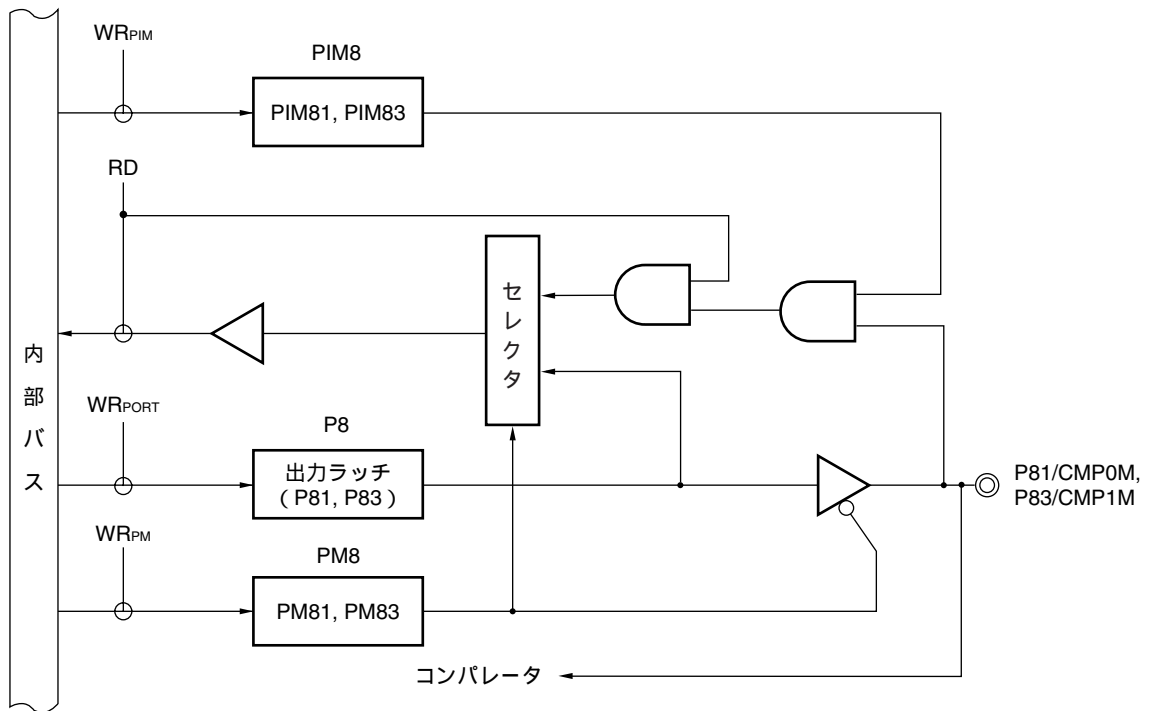 WRPIM
PIM8
PIM81, PIM83
RD
セレクタ
内部バス
WRPORT
P8
出力ラッチ
（P81, P83）
P81/CMP0M,
P83/CMP1M
WRPM
PM8
PM81, PM83
コンパレータ